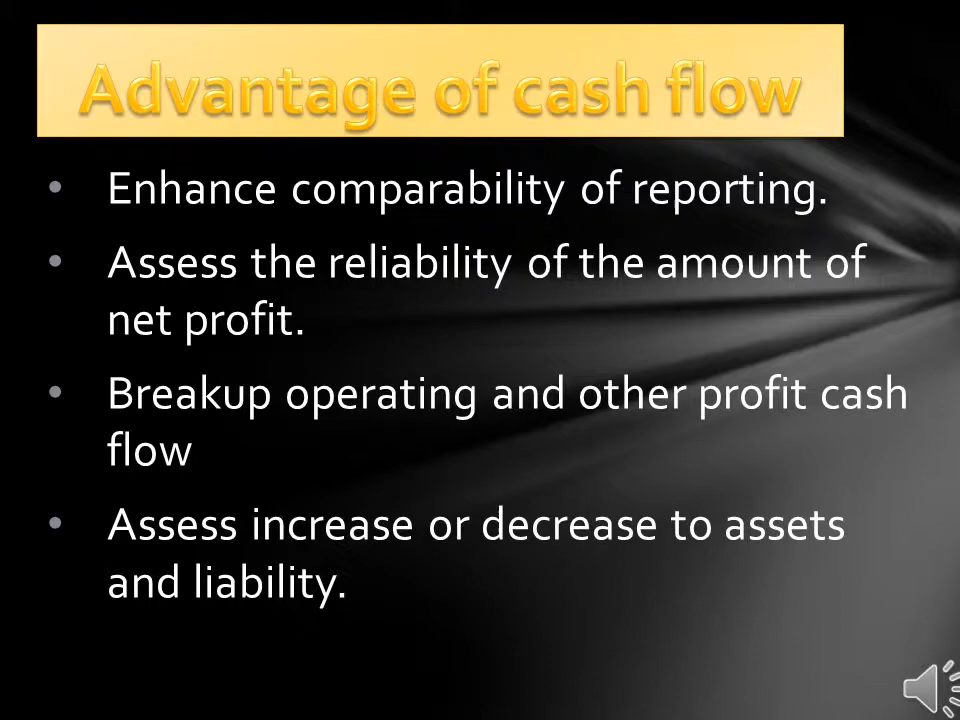 Advantage of cash flow
• Enhance comparability of reporting.
• Assess the reliability of the amount of
net profit.
• Breakup operating and other profit cash
flow
• Assess increase or decrease to assets
and liability.